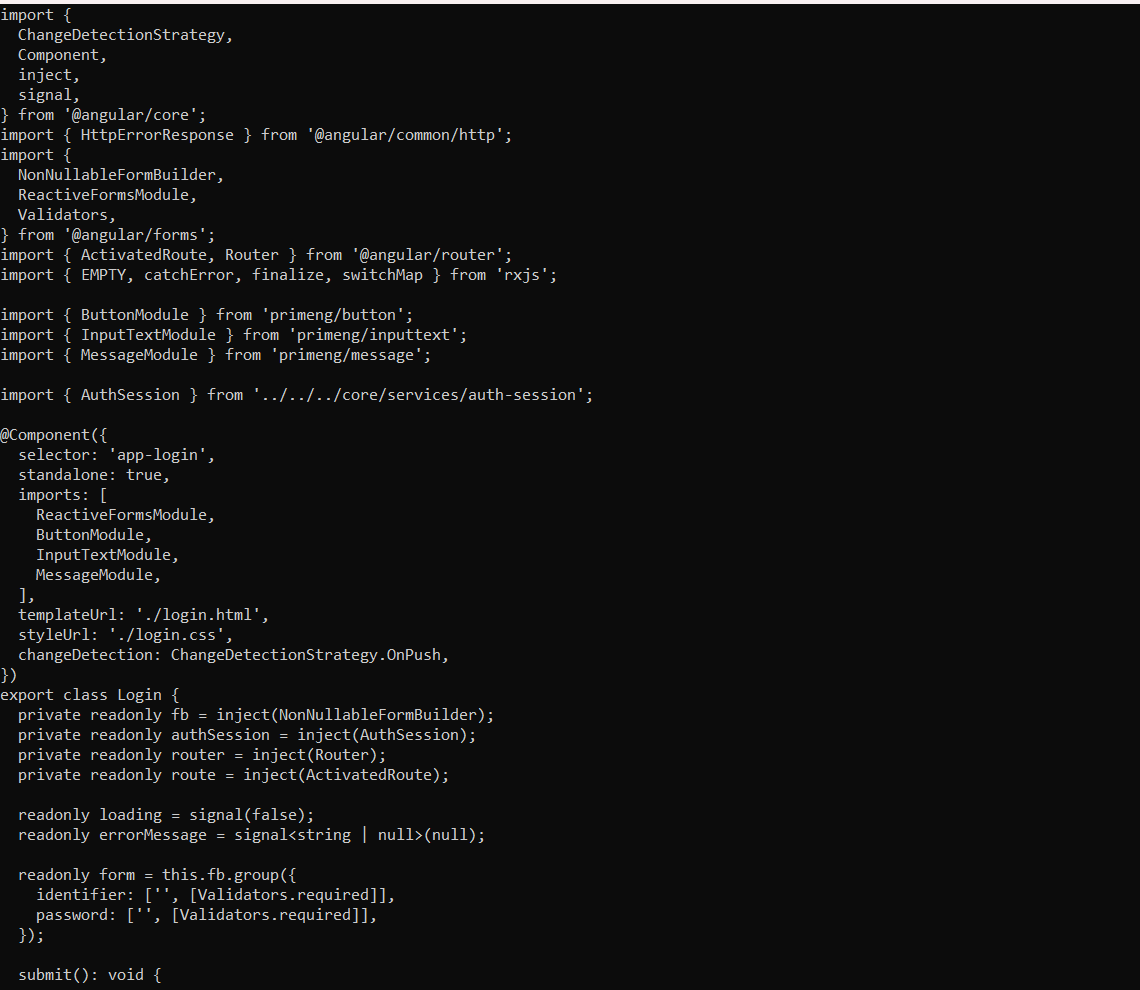 import {
  ChangeDetectionStrategy,
  Component,
  inject,
  signal,
} from '@angular/core';
import { HttpErrorResponse } from '@angular/common/http';
import {
  NonNullableFormBuilder,
  ReactiveFormsModule,
  Validators,
} from '@angular/forms';
import { ActivatedRoute, Router } from '@angular/router';
import { EMPTY, catchError, finalize, switchMap } from 'rxjs';

import { ButtonModule } from 'primeng/button';
import { InputTextModule } from 'primeng/inputtext';
import { MessageModule } from 'primeng/message';

import { AuthSession } from '../../../core/services/auth-session';

@Component({
  selector: 'app-login',
  standalone: true,
  imports: [
    ReactiveFormsModule,
    ButtonModule,
    InputTextModule,
    MessageModule,
  ],
  templateUrl: './login.html',
  styleUrl: './login.css',
  changeDetection: ChangeDetectionStrategy.OnPush,
})
export class Login {
  private readonly fb = inject(NonNullableFormBuilder);
  private readonly authSession = inject(AuthSession);
  private readonly router = inject(Router);
  private readonly route = inject(ActivatedRoute);

  readonly loading = signal(false);
  readonly errorMessage = signal<string | null>(null);

  readonly form = this.fb.group({
    identifier: ['', [Validators.required]],
    password: ['', [Validators.required]],
  });

  submit(): void {